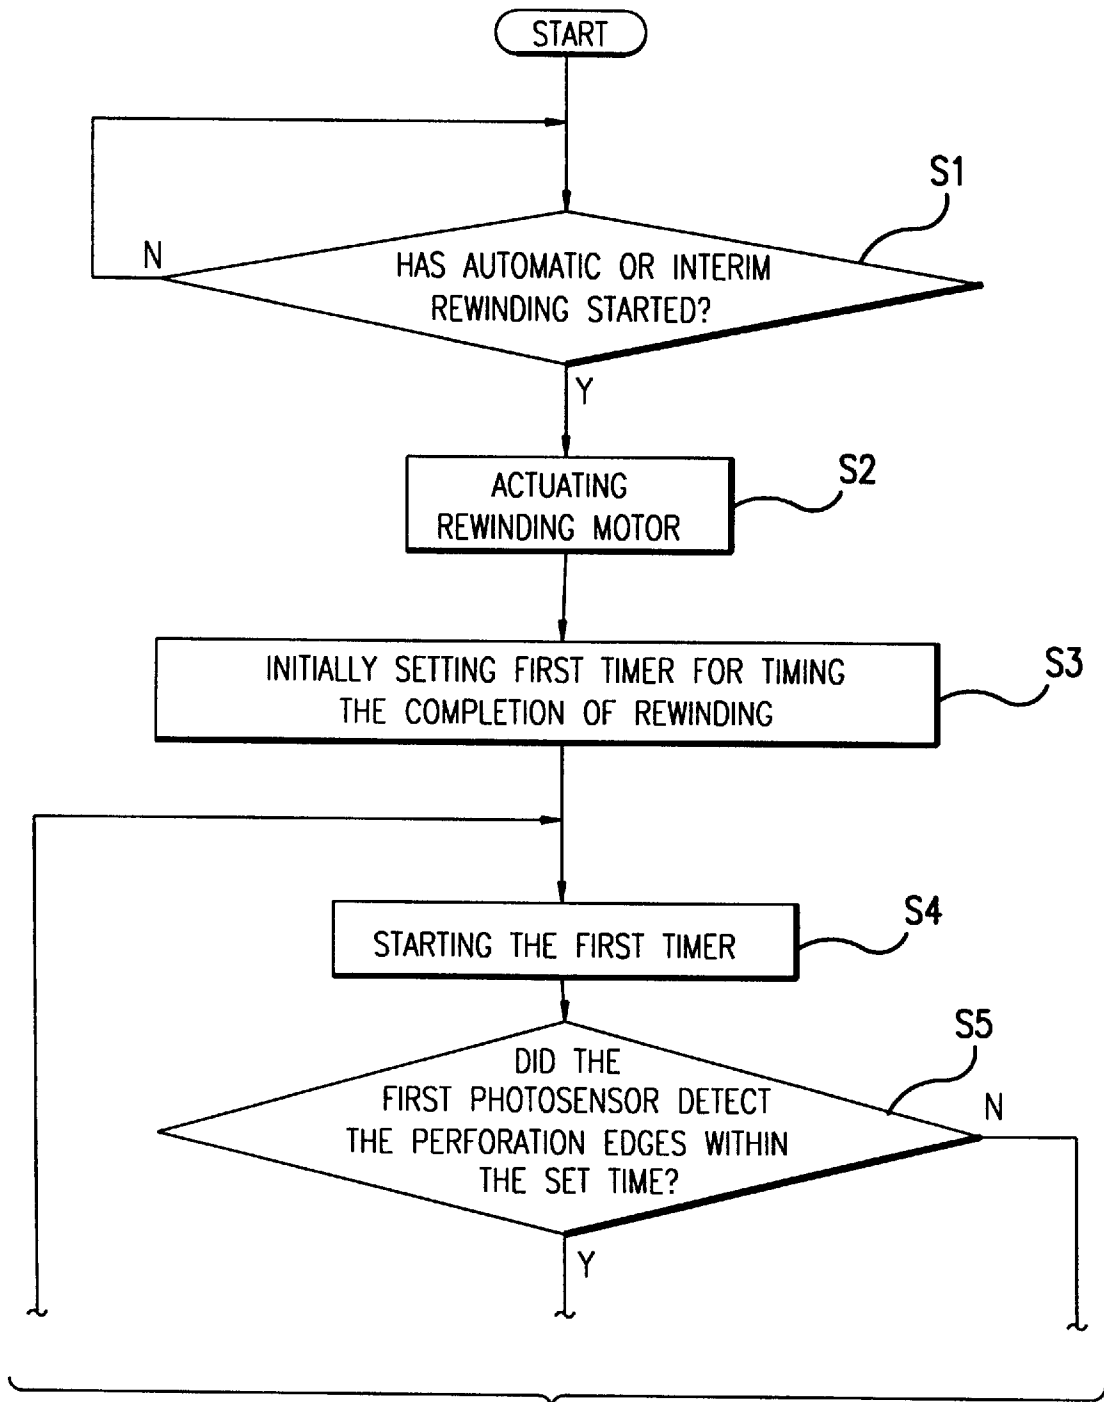 START
S1
N
HAS AUTOMATIC OR INTERIM
REWINDING STARTED?
Y
S2
ACTUATING
REWINDING MOTOR
S3
INITIALLY SETTING FIRST TIMER FOR TIMING
THE COMPLETION OF REWINDING
S4
STARTING THE FIRST TIMER
S5
DID THE
FIRST PHOTOSENSOR DETECT
THE PERFORATION EDGES WITHIN
THE SET TIME?
N
Y